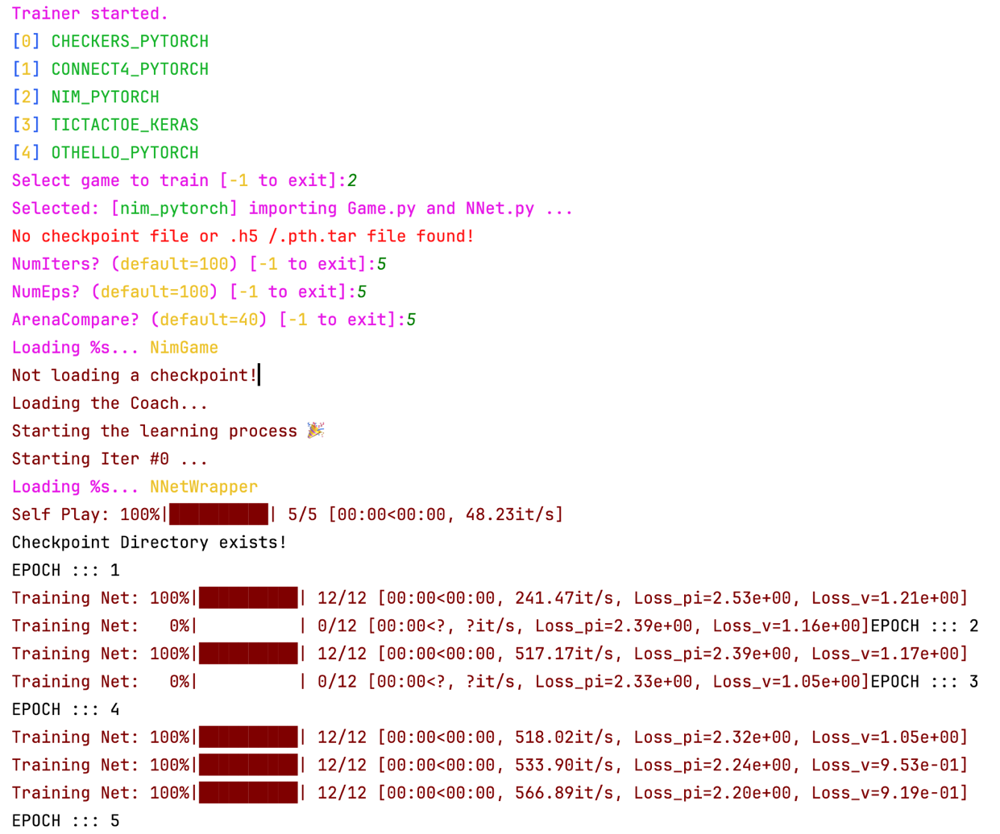 Trainer started.
[0] CHECKERS_PYTORCH
[1] CONNECT4_PYTORCH
[2] NIM_PYTORCH
[3] TICTACTOE_KERAS
[4] OTHELLO_PYTORCH
Select game to train [-1 to exit]:2
Selected: [nim_pytorch] importing Game.py and NNet.py ...
No checkpoint file or .h5 /.pth.tar file found!
NumIters? (default=100) [-1 to exit]:5
NumEps? (default=100) [-1 to exit]:5
ArenaCompare? (default=40) [-1 to exit]:5
Loading %s... NimGame
Not loading a checkpoint!
Loading the Coach...
Starting the learning process 🎉
Starting Iter #0 ...
Loading %s... NNetWrapper
Self Play: 100%|██████████| 5/5 [00:00<00:00, 48.23it/s]
Checkpoint Directory exists!
EPOCH ::: 1
Training Net: 100%|██████████| 12/12 [00:00<00:00, 241.47it/s, Loss_pi=2.53e+00, Loss_v=1.21e+00]
Training Net:   0%|          | 0/12 [00:00<?, ?it/s, Loss_pi=2.39e+00, Loss_v=1.16e+00]EPOCH ::: 2
Training Net: 100%|██████████| 12/12 [00:00<00:00, 517.17it/s, Loss_pi=2.39e+00, Loss_v=1.17e+00]
Training Net:   0%|          | 0/12 [00:00<?, ?it/s, Loss_pi=2.33e+00, Loss_v=1.05e+00]EPOCH ::: 3
EPOCH ::: 4
Training Net: 100%|██████████| 12/12 [00:00<00:00, 518.02it/s, Loss_pi=2.32e+00, Loss_v=1.05e+00]
Training Net: 100%|██████████| 12/12 [00:00<00:00, 533.90it/s, Loss_pi=2.24e+00, Loss_v=9.53e-01]
Training Net: 100%|██████████| 12/12 [00:00<00:00, 566.89it/s, Loss_pi=2.20e+00, Loss_v=9.19e-01]
EPOCH ::: 5